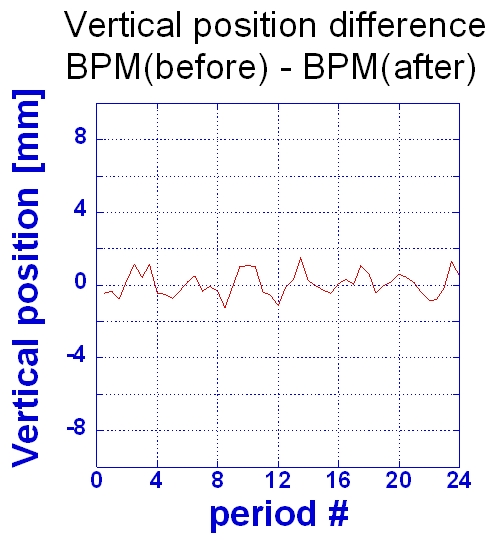 Vertical position difference
BPM(before) - BPM(after)
Vertical position [mm]
8
4
0
-4
-8
0 4 8 12 16 20 24
period #